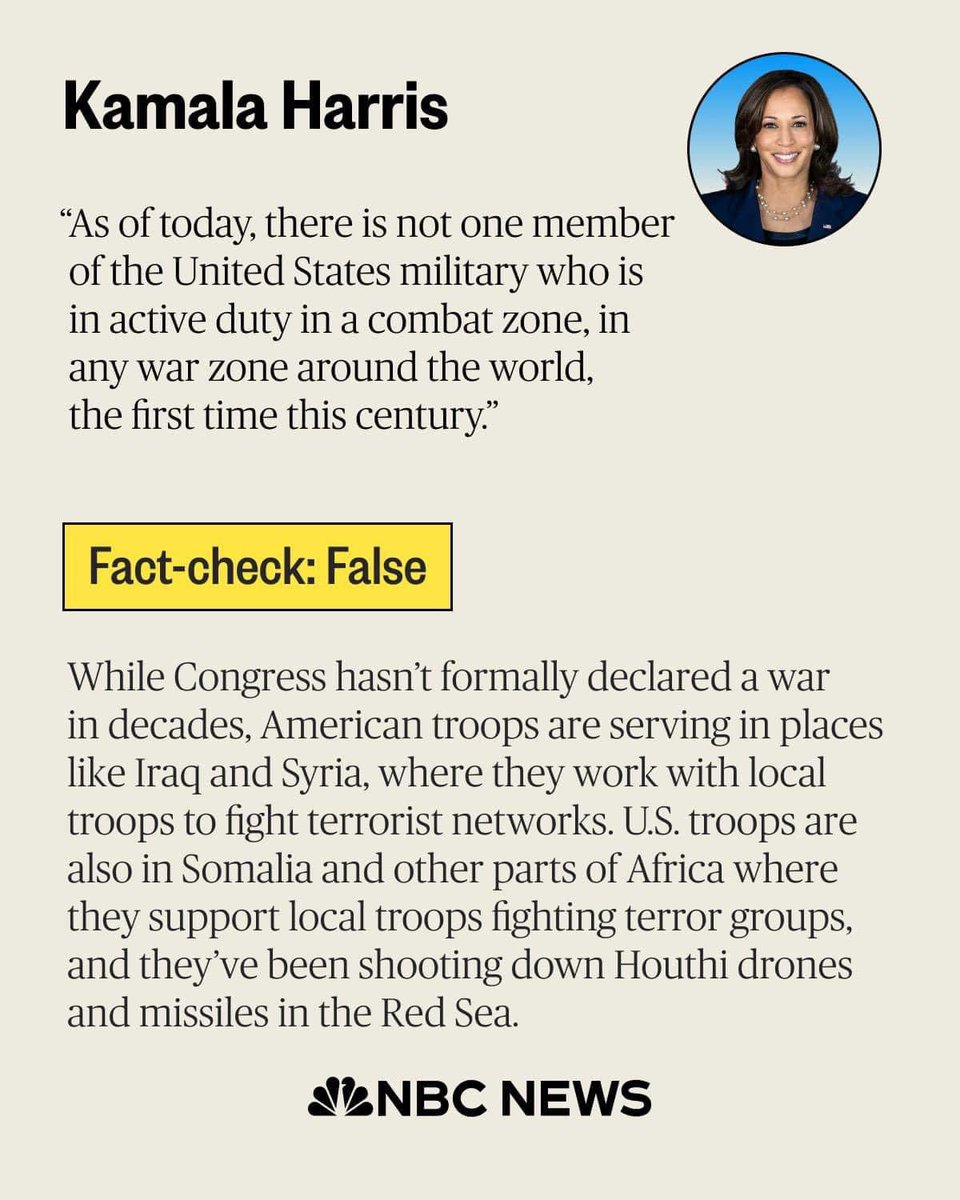 Kamala Harris
“As of today, there is not one member
of the United States military who is
in active duty in a combat zone, in
any war zone around the world,
the first time this century.”
Fact-check: False
While Congress hasn’t formally declared a war
in decades, American troops are serving in places
like Iraq and Syria, where they work with local
troops to fight terrorist networks. U.S. troops are
also in Somalia and other parts of Africa where
they support local troops fighting terror groups,
and they’ve been shooting down Houthi drones
and missiles in the Red Sea.
NBC NEWS